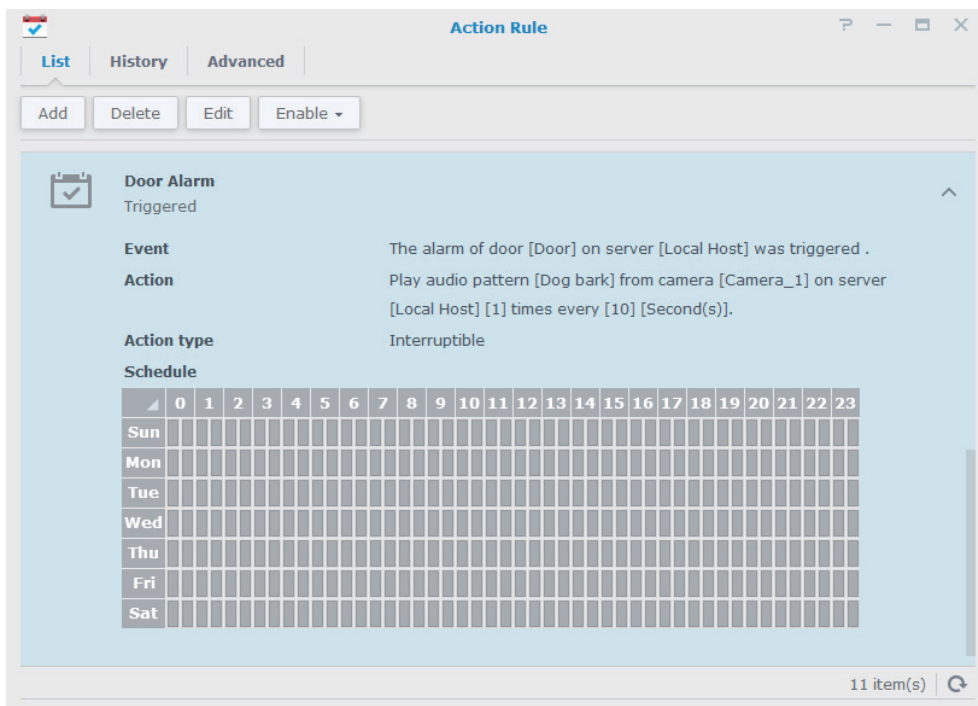 Action Rule
List History Advanced
Add Delete Edit Enable
Door Alarm
Triggered
Event The alarm of door [Door] on server [Local Host] was triggered .
Action Play audio pattern [Dog bark] from camera [Camera_1] on server
[Local Host] [1] times every [10] [Second(s)].
Action type Interruptible
Schedule
0 1 2 3 4 5 6 7 8 9 10 11 12 13 14 15 16 17 18 19 20 21 22 23
Sun
Mon
Tue
Wed
Thu
Fri
Sat
11 item(s)